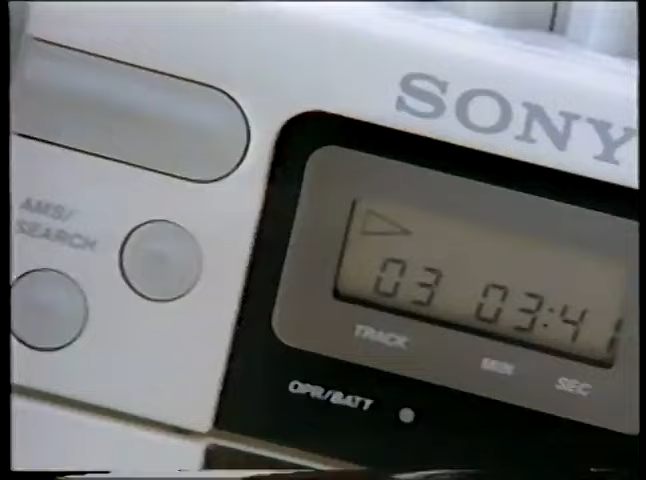 SONY
AMS/
SEARCH
03 03:41
TRACK MIN SEC
OPR/BATT